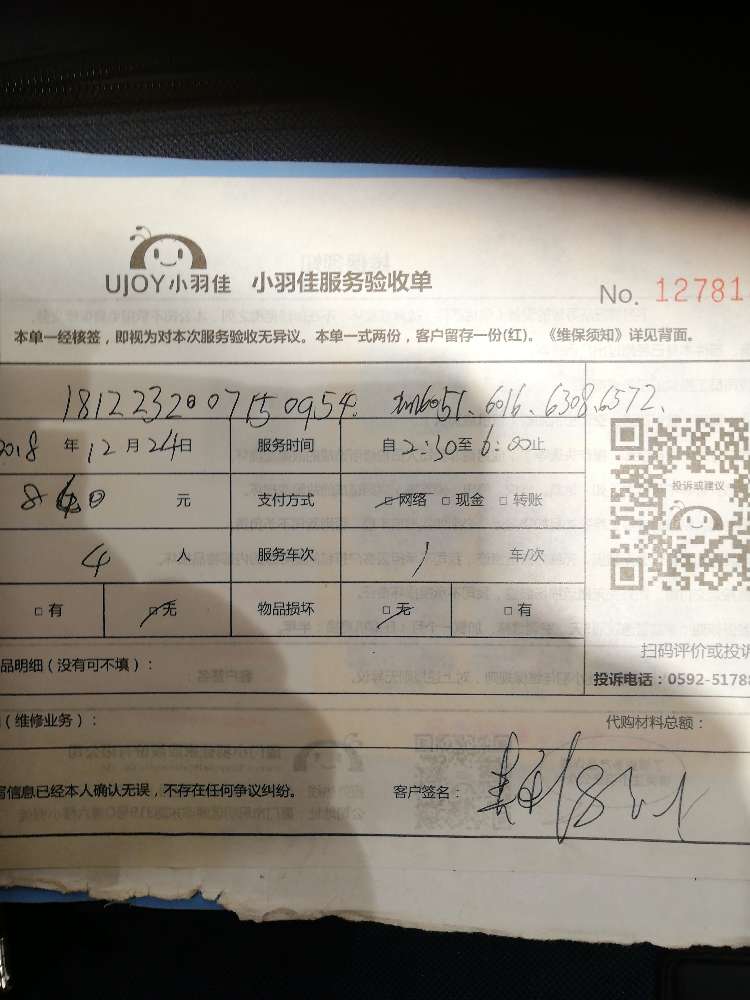 UJOY小羽佳 小羽佳服务验收单
No. 12781
本单一经核签，即视为对本次服务验收无异议。本单一式两份，客户留存一份(红)。《维保须知》详见背面。
1812232007150954. 6051、6016、6308、6572、
2018 年 12 月 24 日 服务时间 自 2:30 至 6:00 止
840 元 支付方式 □ 网络 □ 现金 □ 转账
投诉或建议
4 人 服务车次 1 车/次
□ 有 □ 无 物品损坏 □ 无 □ 有
扫码评价或投诉
品明细（没有可不填）：
投诉电话：0592-51788
（维修业务）： 代购材料总额：
信息已经本人确认无误，不存在任何争议纠纷。 客户签名：